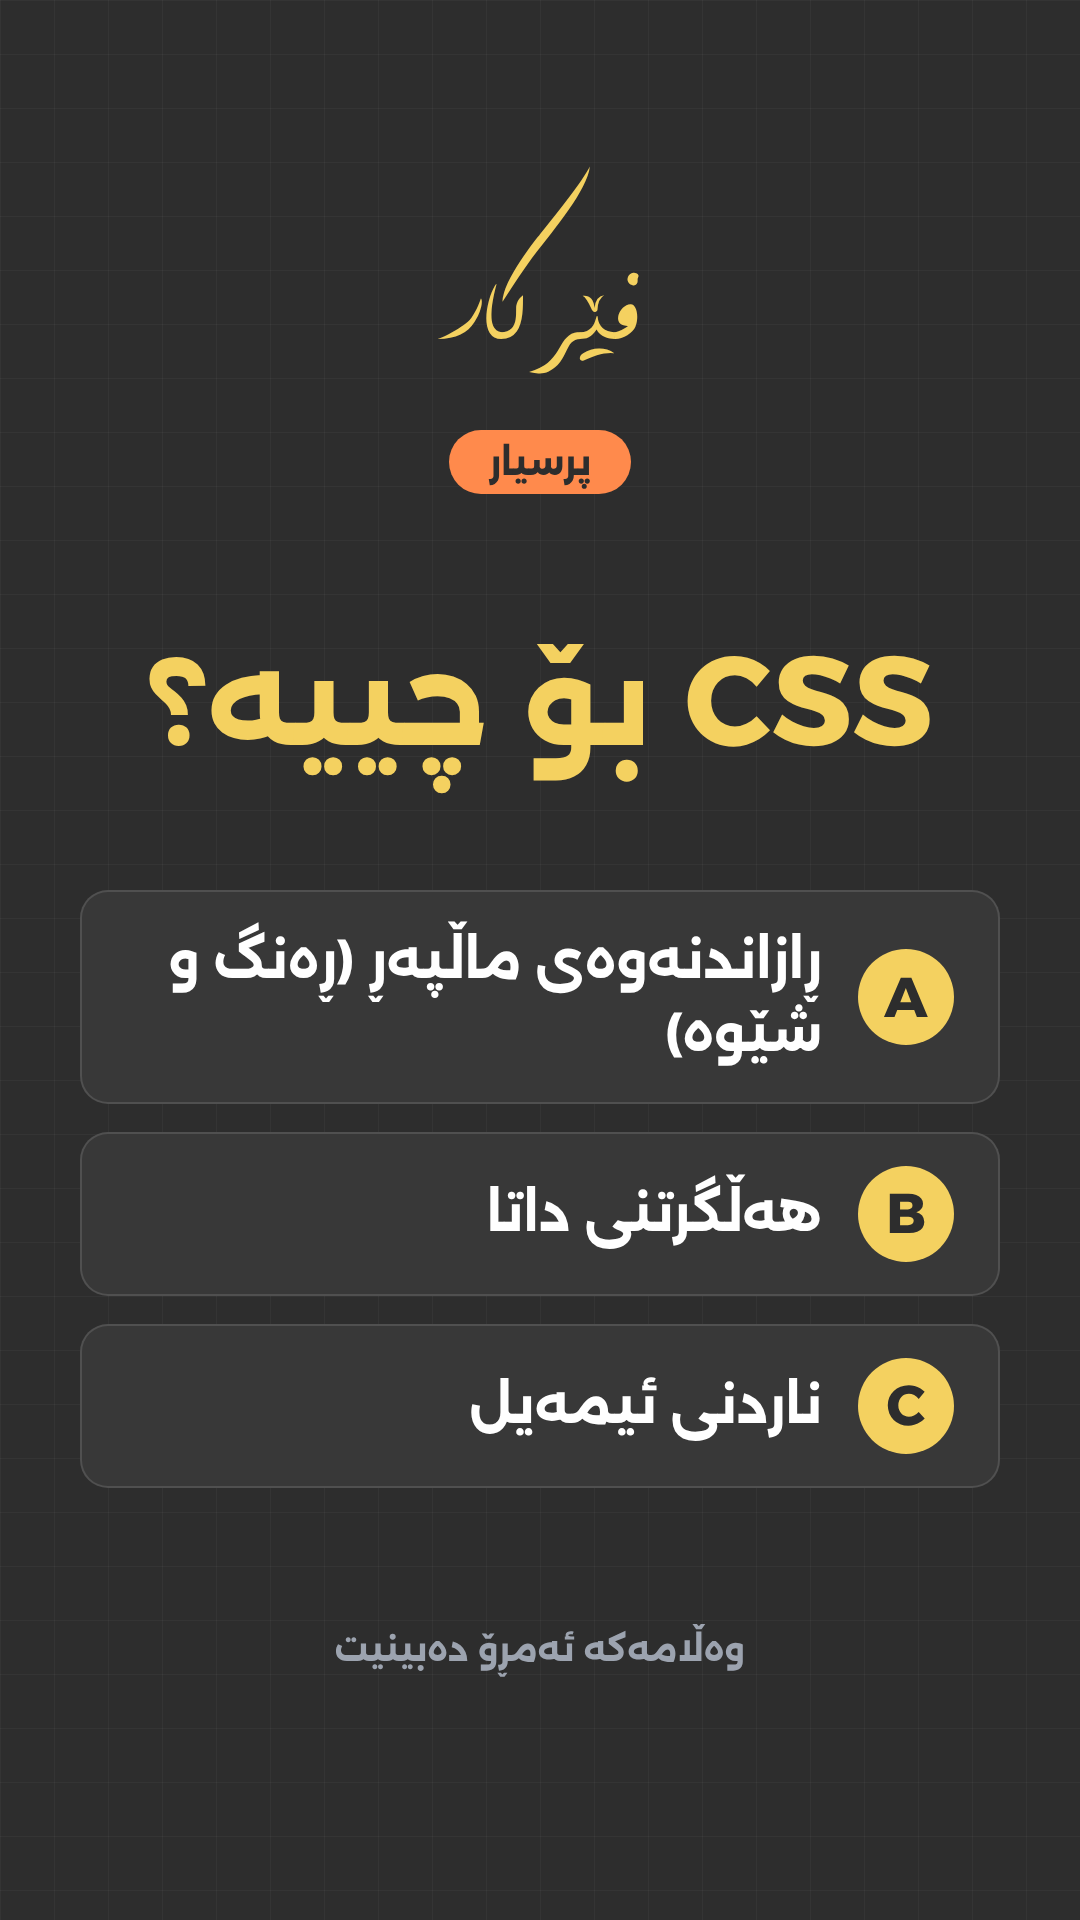 فێرکار
پرسیار
CSS بۆ چییە؟
A
ڕازاندنەوەی ماڵپەڕ (ڕەنگ و
شێوە)
B
هەڵگرتنی داتا
C
ناردنی ئیمەیل
وەڵامەکە ئەمڕۆ دەبینیت